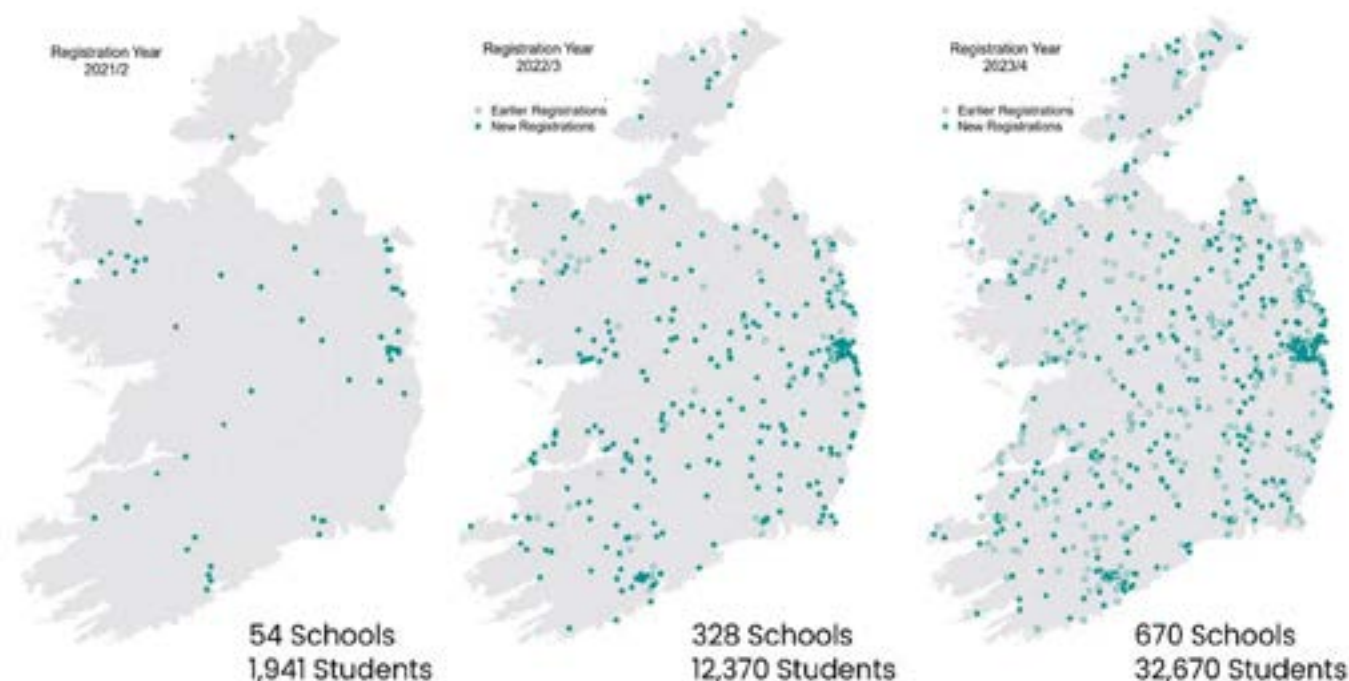 Registration Year
2021/2
54 Schools
1,941 Students
Registration Year
2022/3
Earlier Registrations
New Registrations
328 Schools
12,370 Students
Registration Year
2023/4
Earlier Registrations
New Registrations
670 Schools
32,670 Students